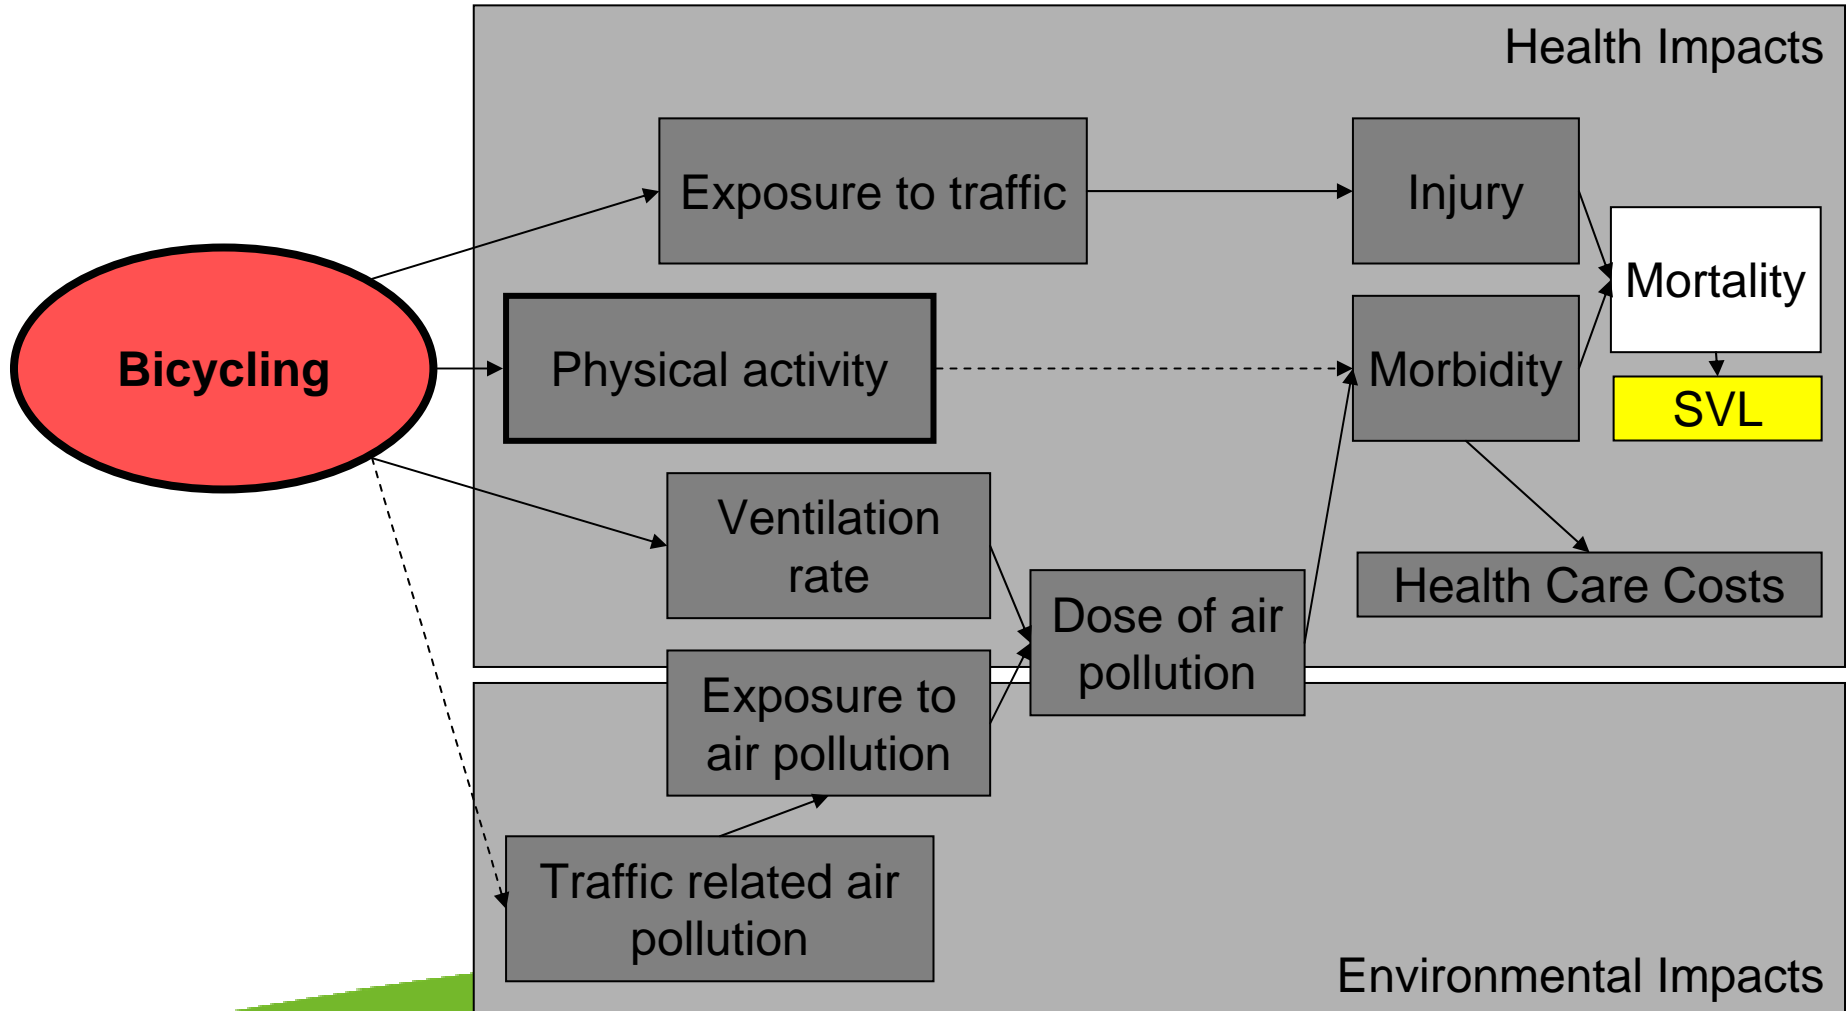 Health Impacts
Exposure to traffic
Injury
Mortality
Bicycling
Physical activity
Morbidity
SVL
Ventilation
rate
Health Care Costs
Dose of air
pollution
Exposure to
air pollution
Traffic related air
pollution
Environmental Impacts